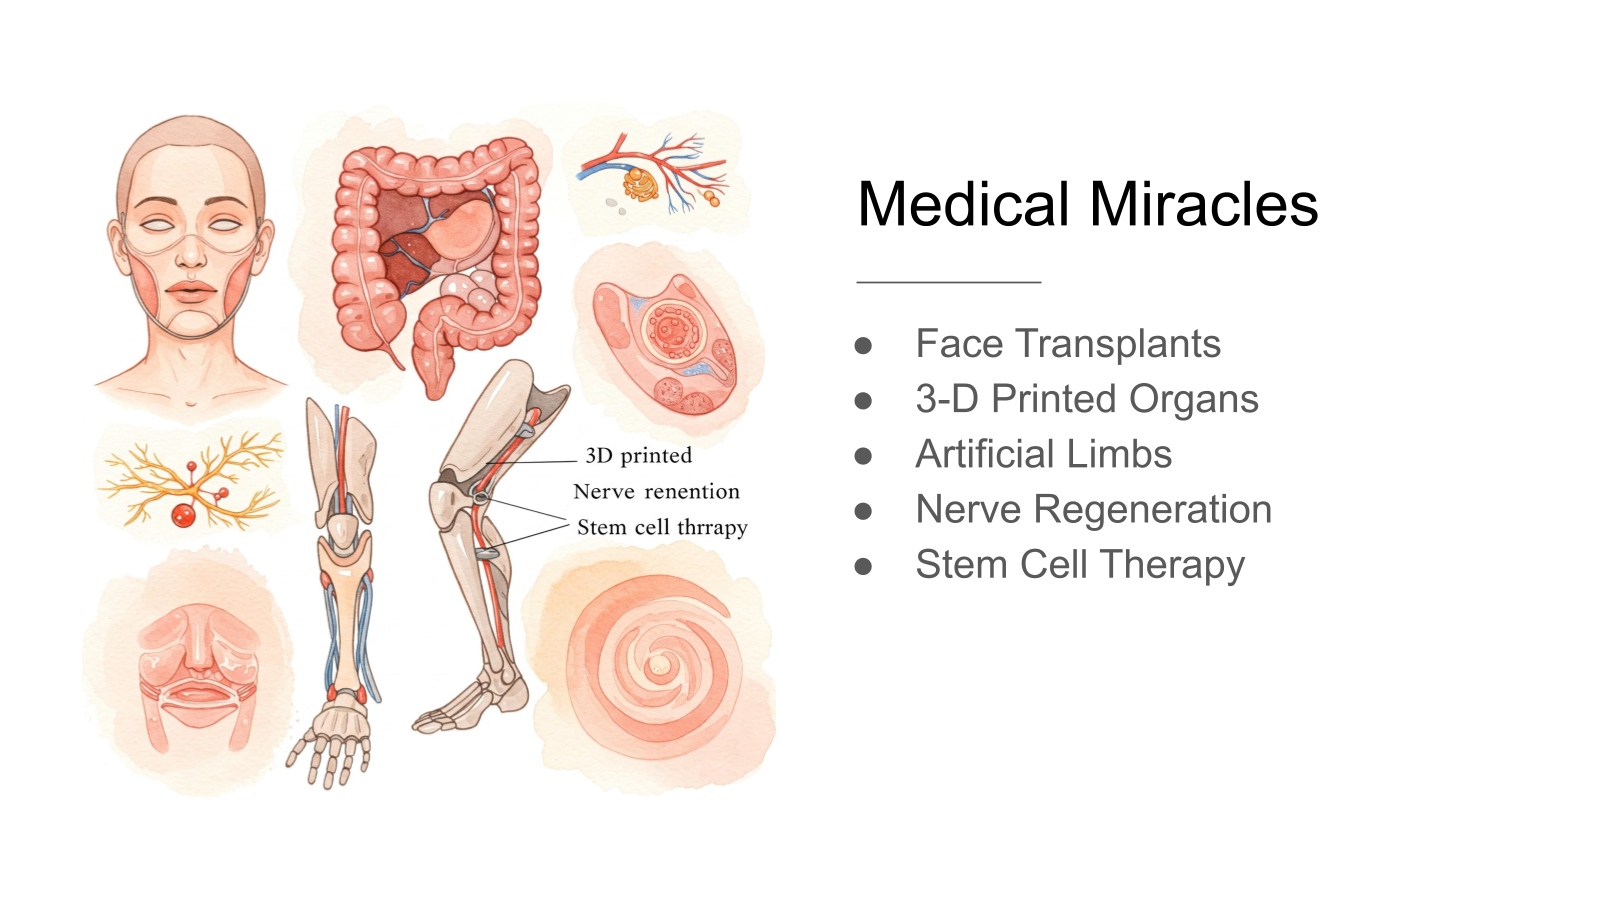 3D printed
Nerve renention
Stem cell thrrapy
Medical Miracles
● Face Transplants
● 3-D Printed Organs
● Artificial Limbs
● Nerve Regeneration
● Stem Cell Therapy